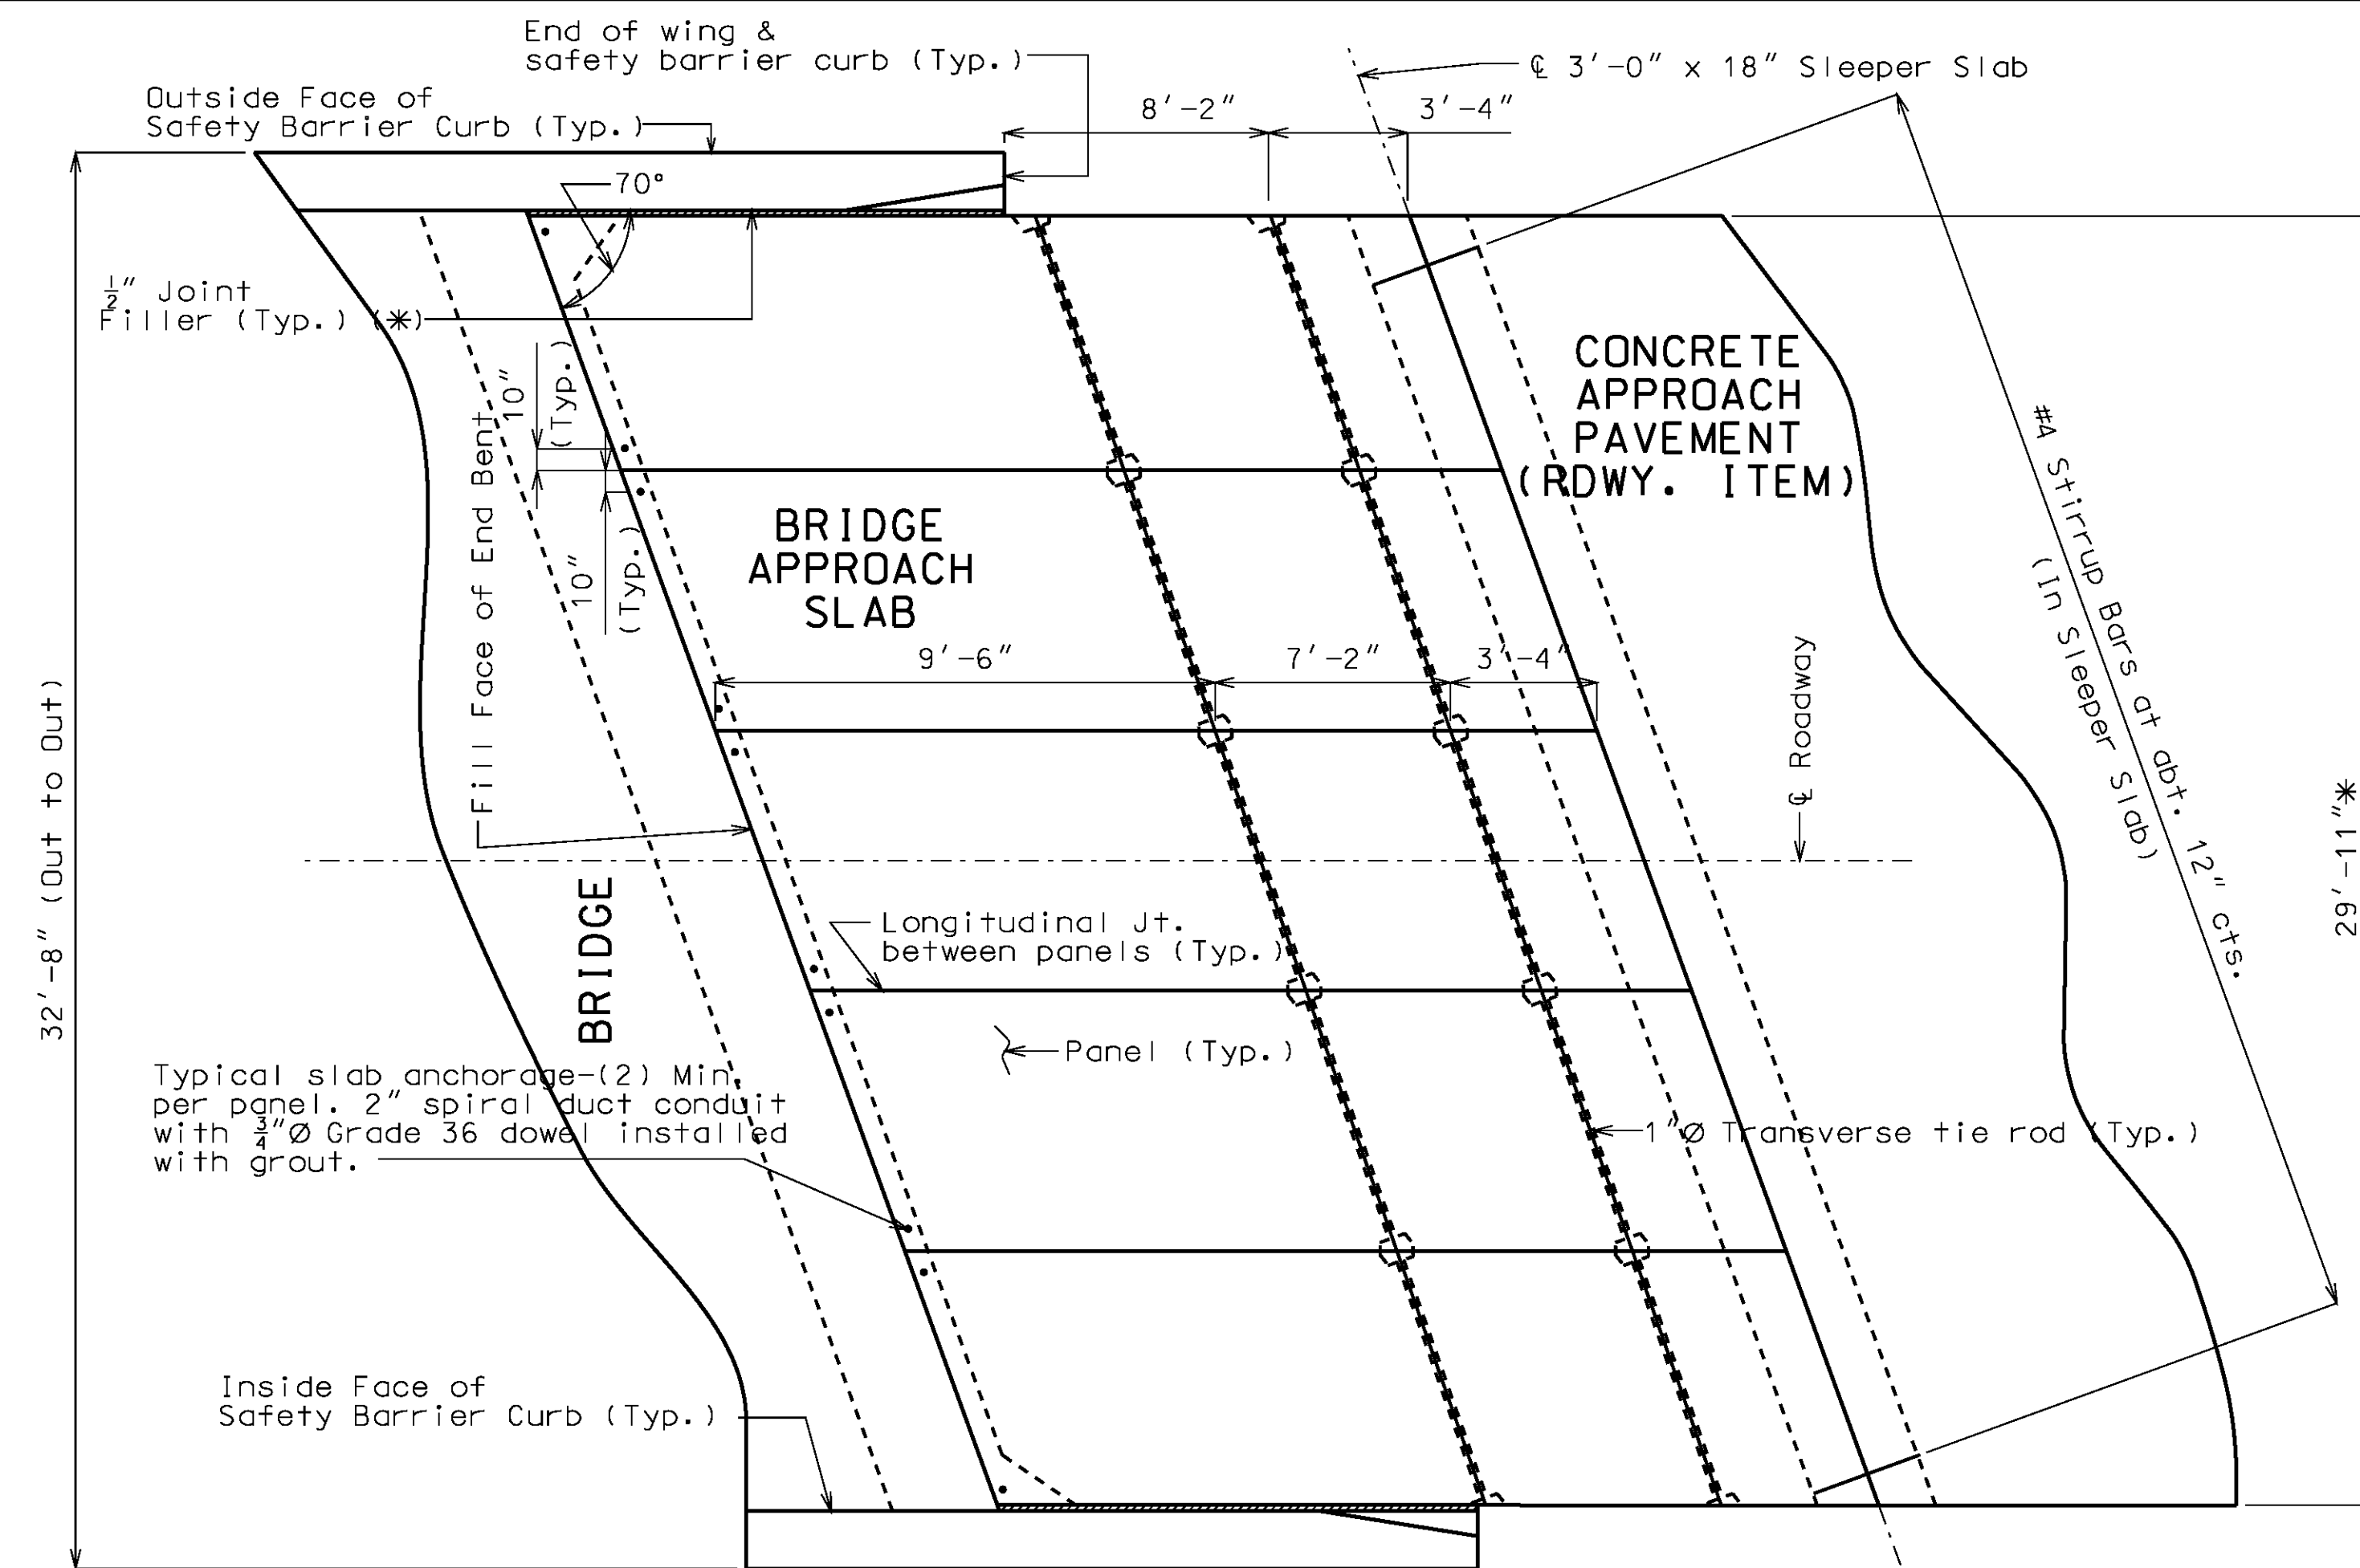 End of wing &
safety barrier curb (Typ.)
℄ 3'-0" x 18" Sleeper Slab
Outside Face of
Safety Barrier Curb (Typ.)
8'-2"
3'-4"
70°
½" Joint
Filler (Typ.) (*)
10"
(Typ.)
10"
(Typ.)
Fill Face of End Bent
CONCRETE
APPROACH
PAVEMENT
(RDWY. ITEM)
BRIDGE
APPROACH
SLAB
#4 Stirrup Bars at abt. 12" cts.
(In Sleeper Slab)
9'-6"
7'-2"
3'-4"
℄ Roadway
32'-8" (Out to Out)
29'-11"*
BRIDGE
Longitudinal Jt.
between panels (Typ.)
Panel (Typ.)
Typical slab anchorage-(2) Min.
per panel. 2" spiral duct conduit
with ¾"Ø Grade 36 dowel installed
with grout.
1"Ø Transverse tie rod (Typ.)
Inside Face of
Safety Barrier Curb (Typ.)